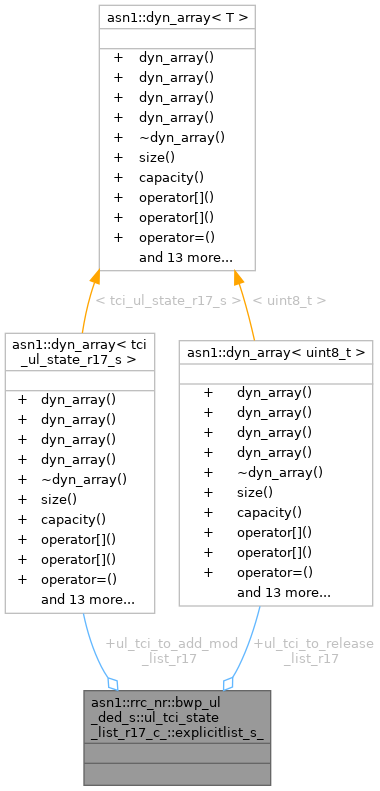 asn1::dyn_array< T >
+ dyn_array()
+ dyn_array()
+ dyn_array()
+ dyn_array()
+ ~dyn_array()
+ size()
+ capacity()
+ operator[]()
+ operator[]()
+ operator=()
and 13 more...
< tci_ul_state_r17_s >
< uint8_t >
asn1::dyn_array< tci
_ul_state_r17_s >
+ dyn_array()
+ dyn_array()
+ dyn_array()
+ dyn_array()
+ ~dyn_array()
+ size()
+ capacity()
+ operator[]()
+ operator[]()
+ operator=()
and 13 more...
asn1::dyn_array< uint8_t >
+ dyn_array()
+ dyn_array()
+ dyn_array()
+ dyn_array()
+ ~dyn_array()
+ size()
+ capacity()
+ operator[]()
+ operator[]()
+ operator=()
and 13 more...
+ul_tci_to_add_mod
_list_r17
+ul_tci_to_release
_list_r17
asn1::rrc_nr::bwp_ul
_ded_s::ul_tci_state
_list_r17_c_::explicitlist_s_